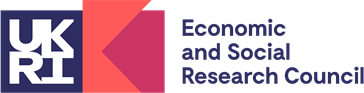 UK
RI
Economic
and Social
Research Council